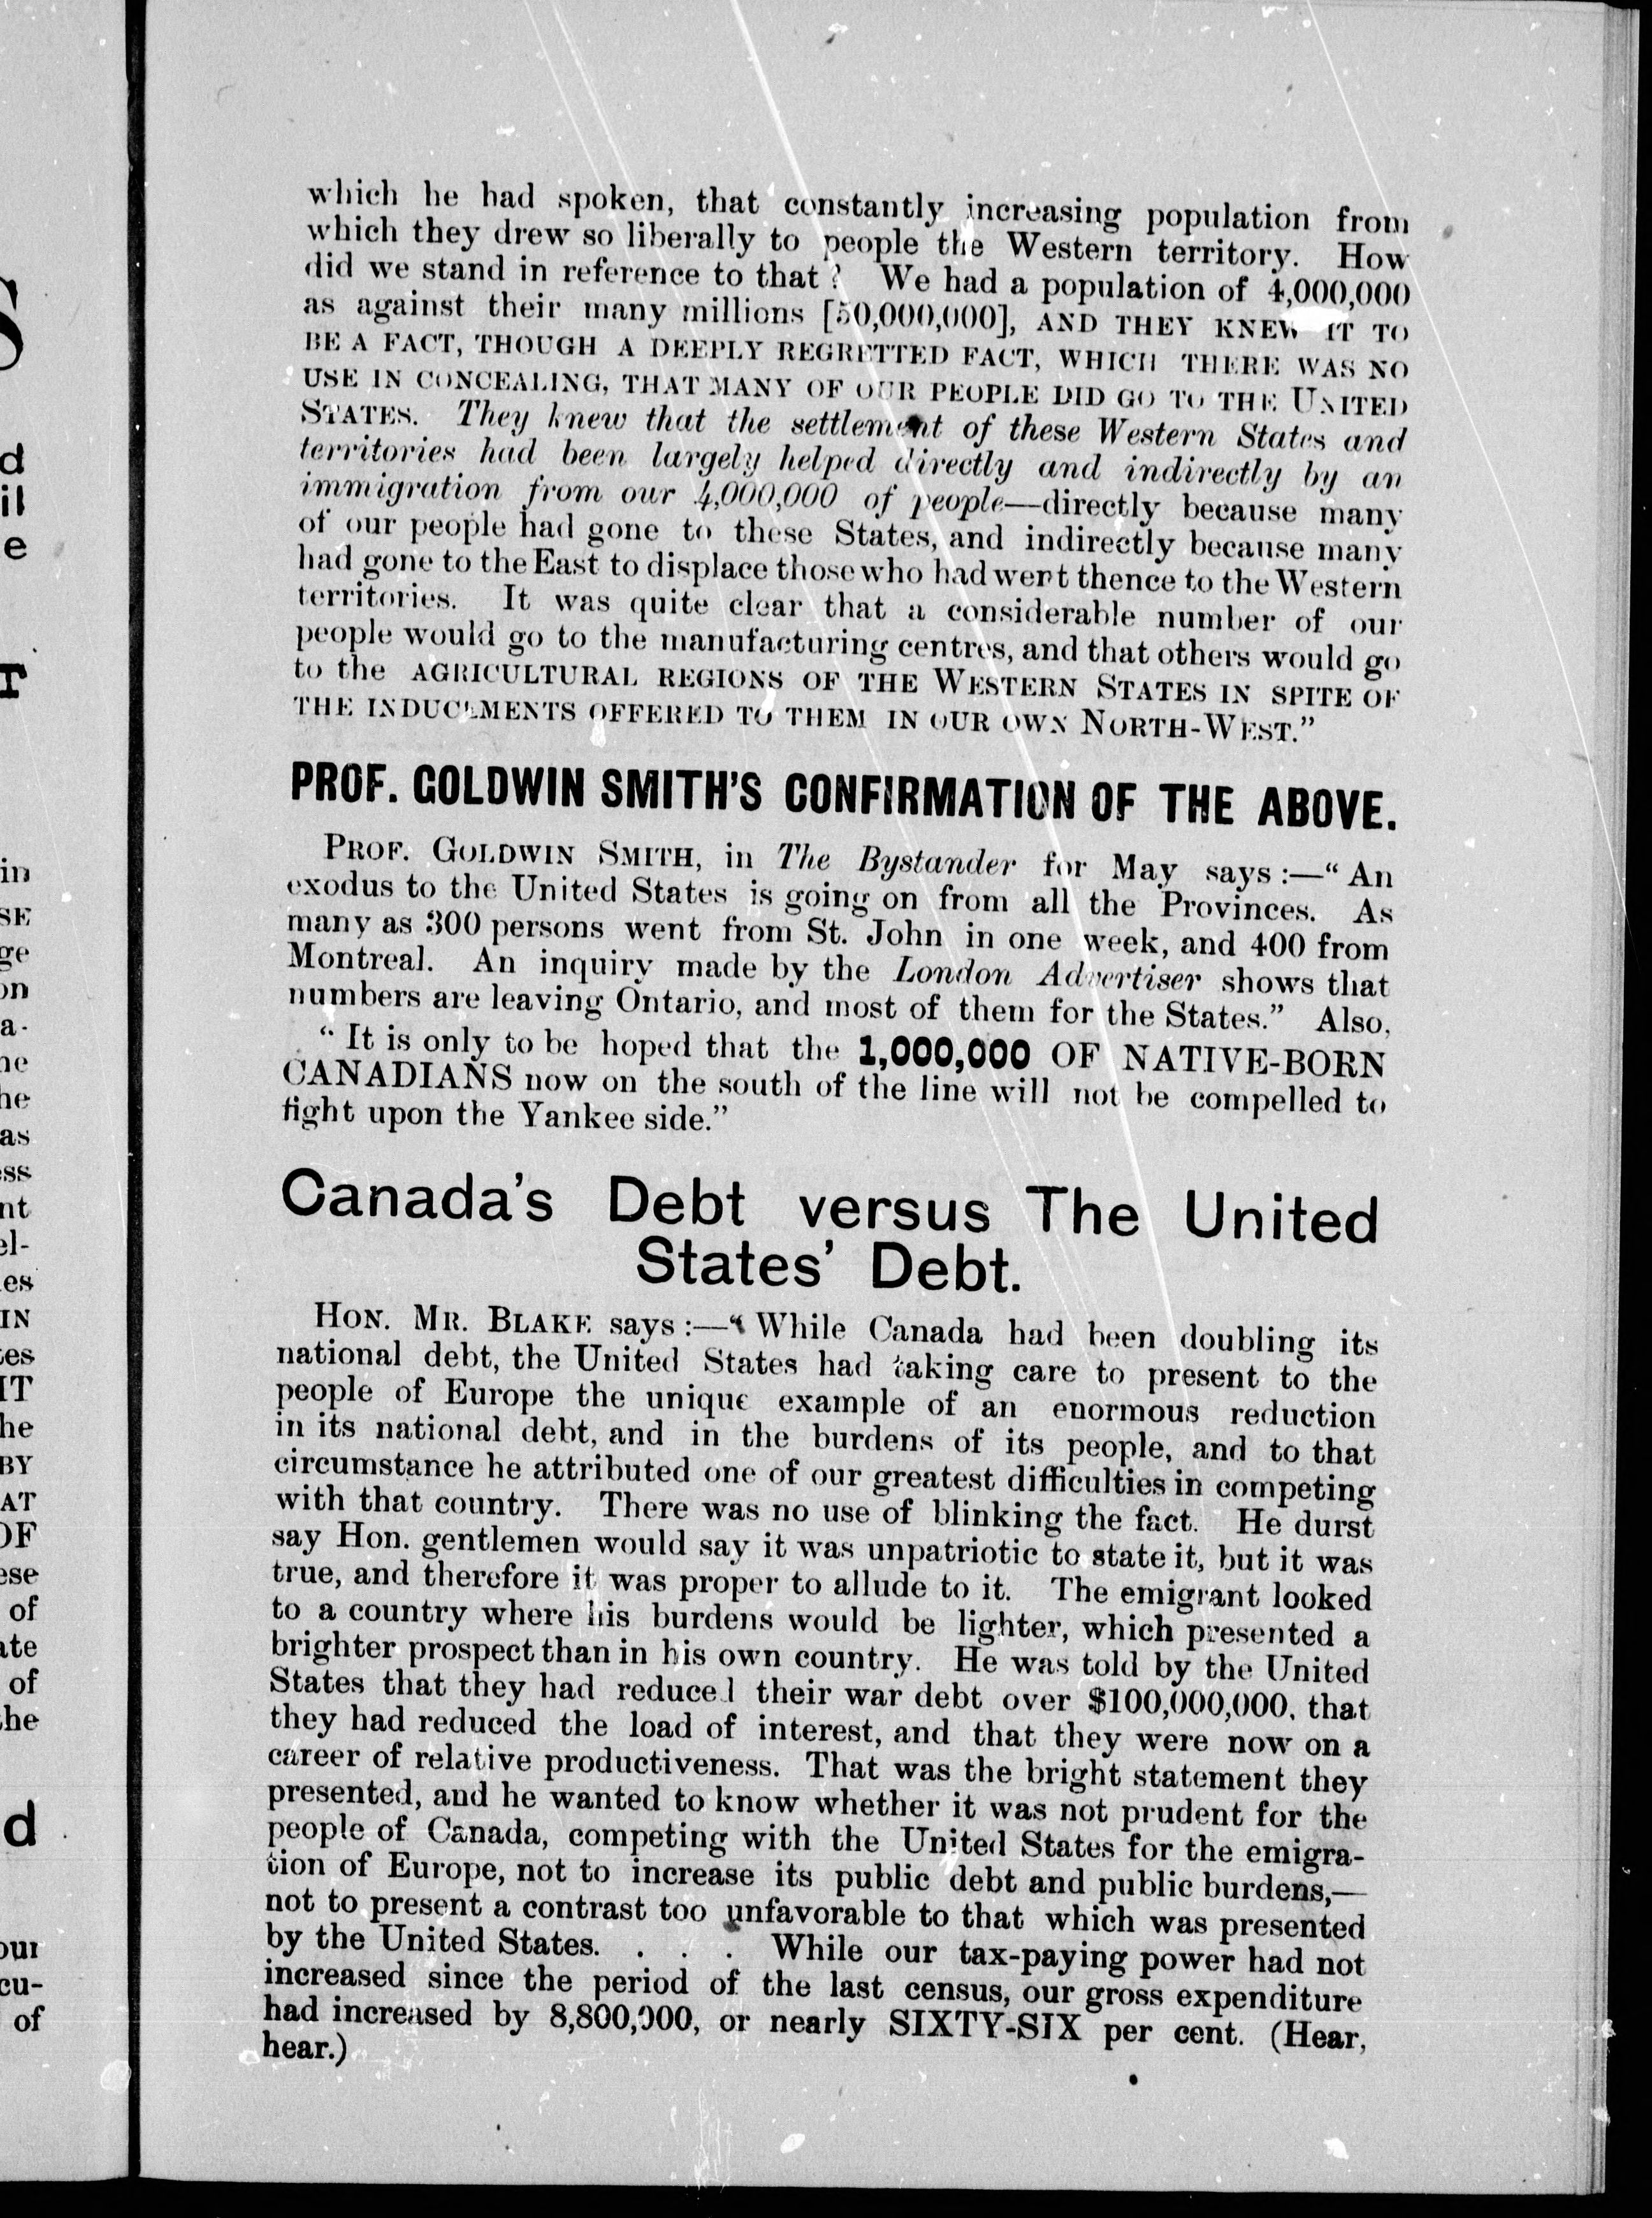 which he had spoken, that constantly increasing population from
which they drew so liberally to people the Western territory. How
did we stand in reference to that? We had a population of 4,000,000
as against their many millions [50,000,000], AND THEY KNEW IT TO
BE A FACT, THOUGH A DEEPLY REGRETTED FACT, WHICH THERE WAS NO
USE IN CONCEALING, THAT MANY OF OUR PEOPLE DID GO TO THE UNITED
STATES. They knew that the settlement of these Western States and
territories had been largely helped directly and indirectly by an
immigration from our 4,000,000 of people—directly because many
of our people had gone to these States, and indirectly because many
had gone to the East to displace those who had went thence to the Western
territories. It was quite clear that a considerable number of our
people would go to the manufacturing centres, and that others would go
to the AGRICULTURAL REGIONS OF THE WESTERN STATES IN SPITE OF
THE INDUCEMENTS OFFERED TO THEM IN OUR OWN NORTH-WEST."
PROF. GOLDWIN SMITH'S CONFIRMATION OF THE ABOVE.
PROF. GOLDWIN SMITH, in The Bystander for May says:—"An
exodus to the United States is going on from all the Provinces. As
many as 300 persons went from St. John in one week, and 400 from
Montreal. An inquiry made by the London Advertiser shows that
numbers are leaving Ontario, and most of them for the States." Also,
"It is only to be hoped that the 1,000,000 OF NATIVE-BORN
CANADIANS now on the south of the line will not be compelled to
fight upon the Yankee side."
Canada's Debt versus The United
States' Debt.
HON. MR. BLAKE says:—"While Canada had been doubling its
national debt, the United States had taking care to present to the
people of Europe the unique example of an enormous reduction
in its national debt, and in the burdens of its people, and to that
circumstance he attributed one of our greatest difficulties in competing
with that country. There was no use of blinking the fact. He durst
say Hon. gentlemen would say it was unpatriotic to state it, but it was
true, and therefore it was proper to allude to it. The emigrant looked
to a country where his burdens would be lighter, which presented a
brighter prospect than in his own country. He was told by the United
States that they had reduced their war debt over $100,000,000, that
they had reduced the load of interest, and that they were now on a
career of relative productiveness. That was the bright statement they
presented, and he wanted to know whether it was not prudent for the
people of Canada, competing with the United States for the emigra-
tion of Europe, not to increase its public debt and public burdens,—
not to present a contrast too unfavorable to that which was presented
by the United States. . . . While our tax-paying power had not
increased since the period of the last census, our gross expenditure
had increased by 8,800,000, or nearly SIXTY-SIX per cent. (Hear,
hear.)